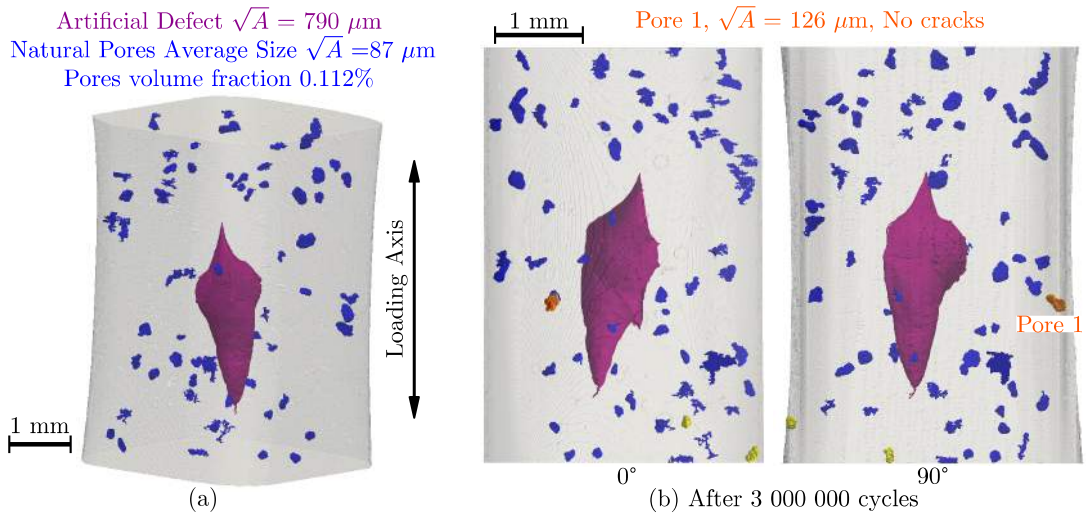 Artificial Defect √A = 790 μm
Natural Pores Average Size √A =87 μm
Pores volume fraction 0.112%
1 mm
Loading Axis
(a)
1 mm
Pore 1, √A = 126 μm, No cracks
Pore 1
0°
90°
(b) After 3 000 000 cycles